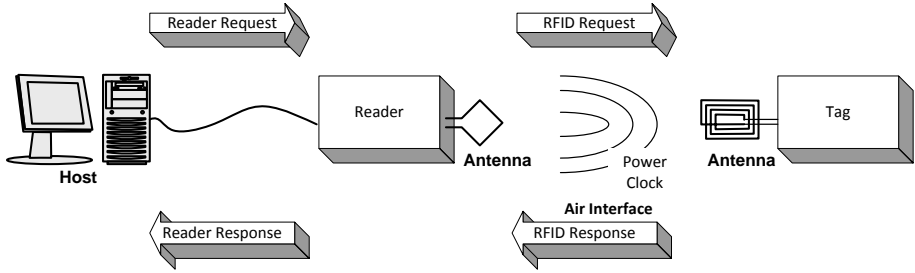 Reader Request
RFID Request
Reader
Tag
Antenna
Antenna
Power
Clock
Host
Air Interface
Reader Response
RFID Response